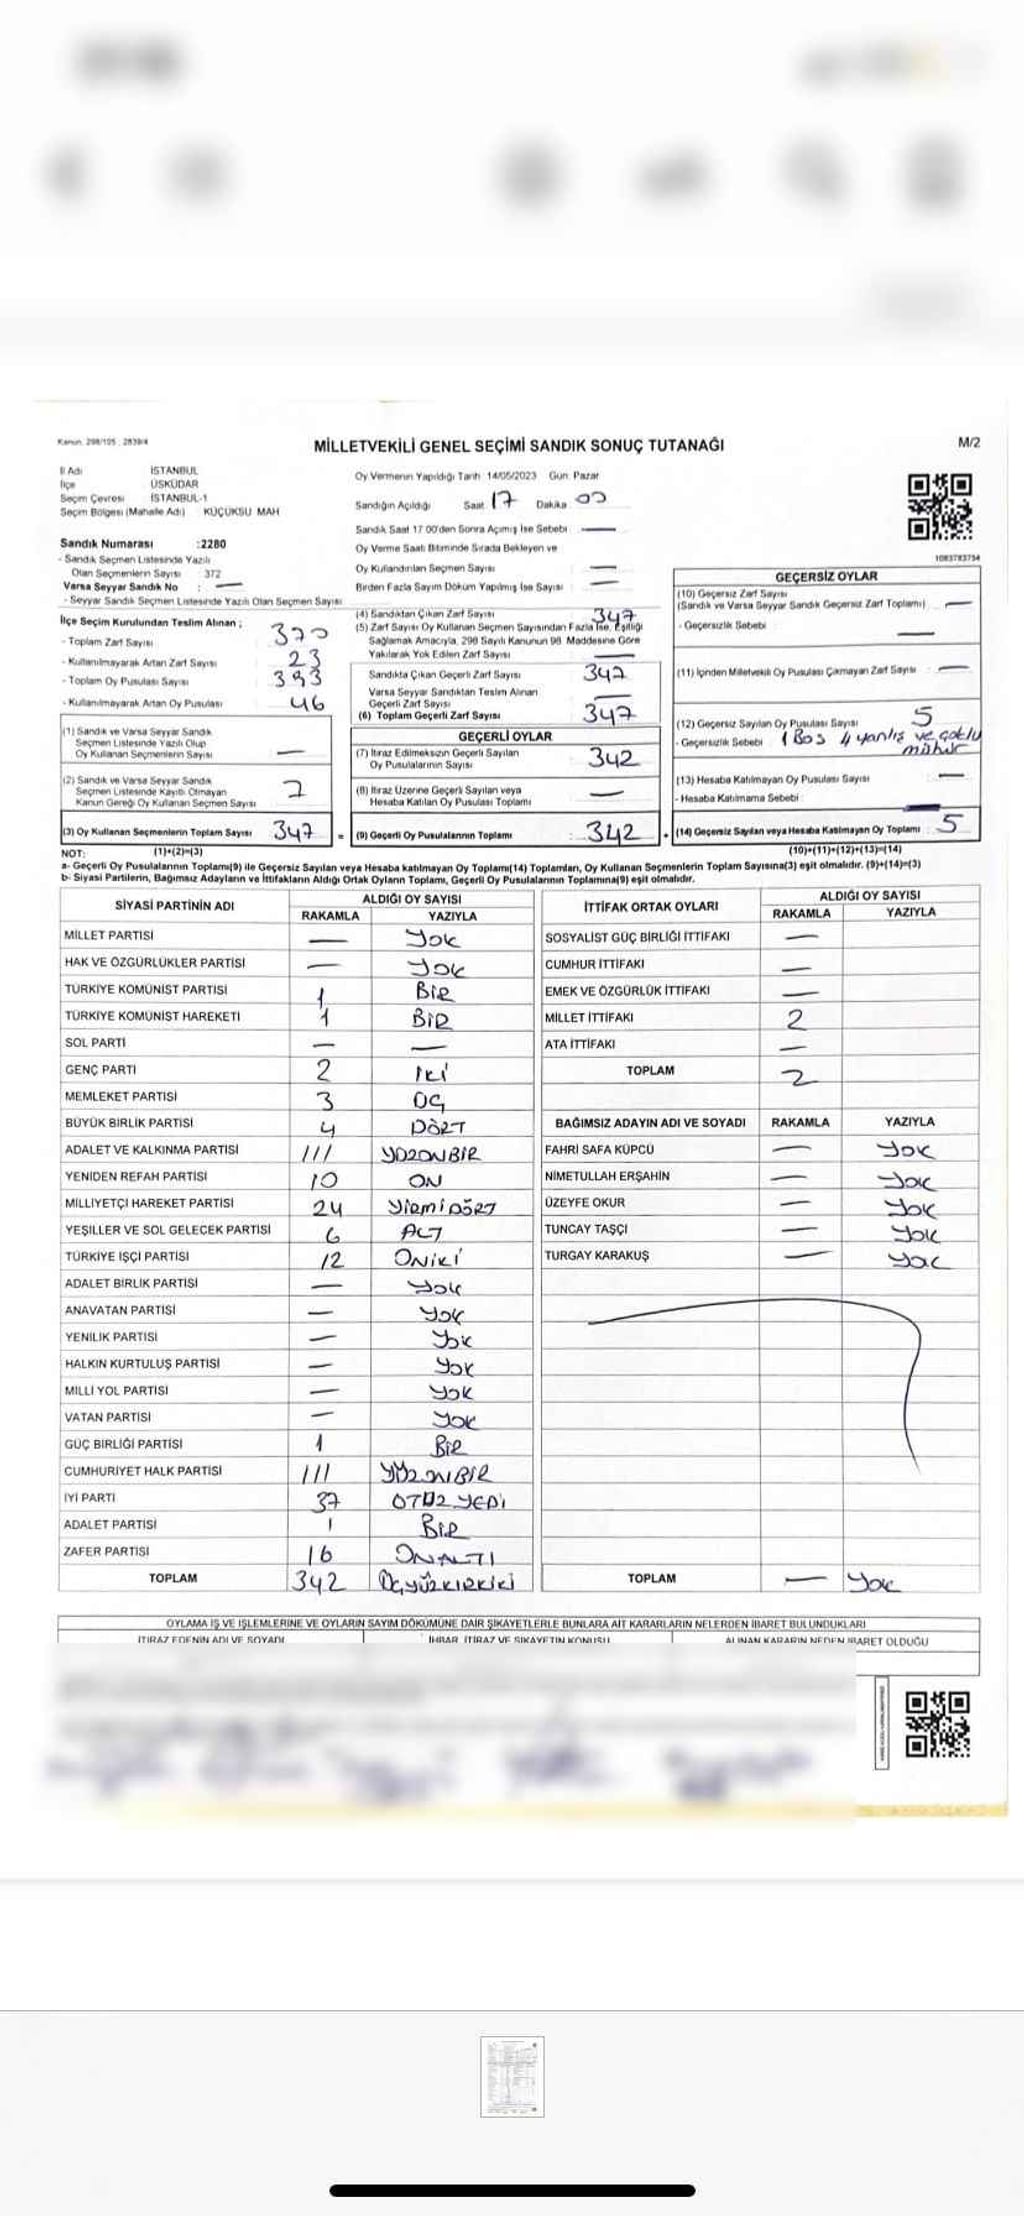 Kanun: 298/105 , 2839/4
MİLLETVEKİLİ GENEL SEÇİMİ SANDIK SONUÇ TUTANAĞI
M/2
İl Adı İSTANBUL
İlçe ÜSKÜDAR
Seçim Çevresi İSTANBUL-1
Seçim Bölgesi (Mahalle Adı) KÜÇÜKSU MAH
Oy Vermenin Yapıldığı Tarih : 14/05/2023 Gün: Pazar
Sandığın Açıldığı Saat 17 Dakika 00
Sandık Saat 17 00'den Sonra Açımış İse Sebebi : —
Oy Verme Saati Bitiminde Sırada Bekleyen ve
Oy Kullandırılan Seçmen Sayısı —
Birden Fazla Sayım Döküm Yapılmış İse Sayısı : —
Sandık Numarası :2280
- Sandık Seçmen Listesinde Yazılı
Olan Seçmenlerin Sayısı : 372
Varsa Seyyar Sandık No : —
- Seyyar Sandık Seçmen Listesinde Yazılı Olan Seçmen Sayısı
1083783754
İlçe Seçim Kurulundan Teslim Alınan ;
- Toplam Zarf Sayısı 370
- Kullanılmayarak Artan Zarf Sayısı 23
- Toplam Oy Pusulası Sayısı 393
- Kullanılmayarak Artan Oy Pusulası 46
(1) Sandık ve Varsa Seyyar Sandık
Seçmen Listesinde Yazılı Olup
Oy Kullanan Seçmenlerin Sayısı —
(2) Sandık ve Varsa Seyyar Sandık
Seçmen Listesinde Kayıtlı Olmayan
Kanun Gereği Oy Kullanan Seçmen Sayısı
(3) Oy Kullanan Seçmenlerin Toplam Sayısı 347 =
(4) Sandıktan Çıkan Zarf Sayısı 347
(5) Zarf Sayısı Oy Kullanan Seçmen Sayısından Fazla İse, Eşitliği
Sağlamak Amacıyla, 298 Sayılı Kanunun 98. Maddesine Göre
Yakılarak Yok Edilen Zarf Sayısı —
Sandıkta Çıkan Geçerli Zarf Sayısı 347
Varsa Seyyar Sandıktan Teslim Alınan
Geçerli Zarf Sayısı —
(6) Toplam Geçerli Zarf Sayısı 347
GEÇERLİ OYLAR
(7) İtiraz Edilmeksizin Geçerli Sayılan
Oy Pusulalarının Sayısı 342
(8) İtiraz Üzerine Geçerli Sayılan veya
Hesaba Katılan Oy Pusulası Toplamı —
(9) Geçerli Oy Pusulalarının Toplamı : 342 +
GEÇERSİZ OYLAR
(10) Geçersiz Zarf Sayısı
(Sandık ve Varsa Seyyar Sandık Geçersiz Zarf Toplamı) —
- Geçersizlik Sebebi : —
(11) İçinden Milletvekili Oy Pusulası Çıkmayan Zarf Sayısı : —
(12) Geçersiz Sayılan Oy Pusulası Sayısı 5
- Geçersizlik Sebebi 1 Boş 4 yanlış ve çoklu
mühür
(13) Hesaba Katılmayan Oy Pusulası Sayısı —
- Hesaba Katılmama Sebebi :
(14) Geçersiz Sayılan veya Hesaba Katılmayan Oy Toplamı : 5
NOT: (1)+(2)=(3) (10)+(11)+(12)+(13)=(14)
a- Geçerli Oy Pusulalarının Toplamı(9) ile Geçersiz Sayılan veya Hesaba katılmayan Oy Toplamı(14) Toplamları, Oy Kullanan Seçmenlerin Toplam Sayısına(3) eşit olmalıdır. (9)+(14)=(3)
b- Siyasi Partilerin, Bağımsız Adayların ve İttifakların Aldığı Ortak Oyların Toplamı, Geçerli Oy Pusulalarının Toplamına(9) eşit olmalıdır.
SİYASİ PARTİNİN ADI ALDIĞI OY SAYISI
RAKAMLA YAZIYLA
MİLLET PARTİSİ — Yok
HAK VE ÖZGÜRLÜKLER PARTİSİ — Yok
TÜRKİYE KOMÜNİST PARTİSİ 1 BİR
TÜRKİYE KOMÜNİST HAREKETİ 1 BİR
SOL PARTİ — —
GENÇ PARTİ 2 İKİ
MEMLEKET PARTİSİ 3 ÜÇ
BÜYÜK BİRLİK PARTİSİ 4 DÖRT
ADALET VE KALKINMA PARTİSİ 111 YÜZONBİR
YENİDEN REFAH PARTİSİ 10 ON
MİLLİYETÇİ HAREKET PARTİSİ 24 YİRMİDÖRT
YEŞİLLER VE SOL GELECEK PARTİSİ 6 ALT
TÜRKİYE İŞÇİ PARTİSİ 12 ONİKİ
ADALET BİRLİK PARTİSİ — Yok
ANAVATAN PARTİSİ — Yok
YENİLİK PARTİSİ — Yok
HALKIN KURTULUŞ PARTİSİ — Yok
MİLLİ YOL PARTİSİ — Yok
VATAN PARTİSİ — Yok
GÜÇ BİRLİĞİ PARTİSİ 1 BİR
CUMHURİYET HALK PARTİSİ 111 YÜZONBİR
İYİ PARTİ 37 OTUZYEDİ
ADALET PARTİSİ 1 BİR
ZAFER PARTİSİ 16 ONALTI
TOPLAM 342 ÜÇYÜZKIRKİKİ
İTTİFAK ORTAK OYLARI ALDIĞI OY SAYISI
RAKAMLA YAZIYLA
SOSYALİST GÜÇ BİRLİĞİ İTTİFAKI —
CUMHUR İTTİFAKI —
EMEK VE ÖZGÜRLÜK İTTİFAKI —
MİLLET İTTİFAKI 2
ATA İTTİFAKI —
TOPLAM 2
BAĞIMSIZ ADAYIN ADI VE SOYADI RAKAMLA YAZIYLA
FAHRİ SAFA KÜPCÜ — Yok
NİMETULLAH ERŞAHİN — Yok
ÜZEYFE OKUR — Yok
TUNCAY TAŞÇI — Yok
TURGAY KARAKUŞ — Yok
TOPLAM — Yok
OYLAMA İŞ VE İŞLEMLERİNE VE OYLARIN SAYIM DÖKÜMÜNE DAİR ŞİKAYETLERLE BUNLARA AİT KARARLARIN NELERDEN İBARET BULUNDUKLARI
İTİRAZ EDENİN ADI VE SOYADI İHBAR, İTİRAZ VE ŞİKAYETİN KONUSU ALINAN KARARIN NEDEN İBARET OLDUĞU